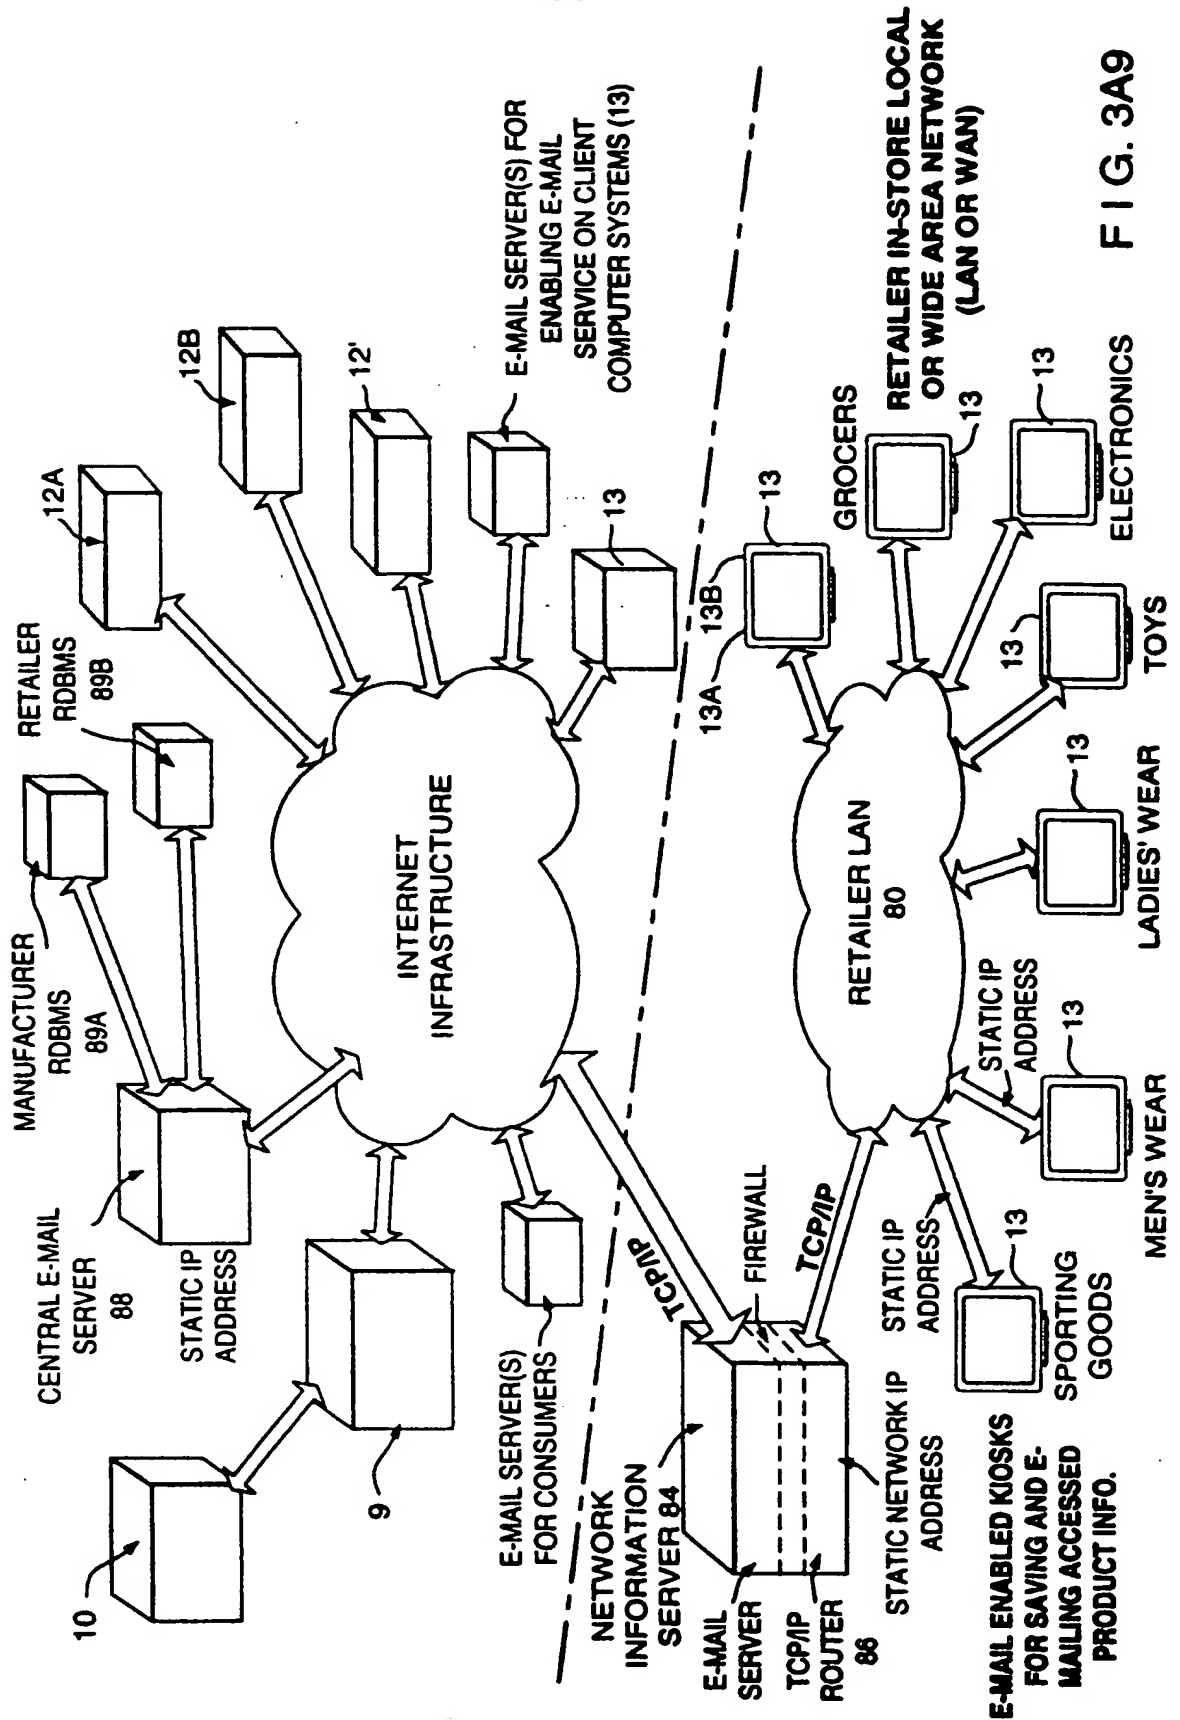 MANUFACTURER
RDBMS
89A
RETAILER
RDBMS
89B
12A
12B
12'
10
CENTRAL E-MAIL
SERVER
88
STATIC IP
ADDRESS
9
INTERNET
INFRASTRUCTURE
E-MAIL SERVER(S) FOR
ENABLING E-MAIL
SERVICE ON CLIENT
COMPUTER SYSTEMS (13)
13
E-MAIL SERVER(S)
FOR CONSUMERS
TCP/IP
NETWORK
INFORMATION
SERVER 84
FIREWALL
TCP/IP
E-MAIL
SERVER
TCP/IP
ROUTER
86
STATIC NETWORK IP
ADDRESS
RETAILER LAN
80
13A
13B
13
GROCERS
13
RETAILER IN-STORE LOCAL
OR WIDE AREA NETWORK
(LAN OR WAN)
STATIC IP
ADDRESS
STATIC IP
ADDRESS
13
13
13
13
13
SPORTING
GOODS
MEN'S WEAR
LADIES' WEAR
TOYS
ELECTRONICS
E-MAIL ENABLED KIOSKS
FOR SAVING AND E-
MAILING ACCESSED
PRODUCT INFO.
FIG. 3A9